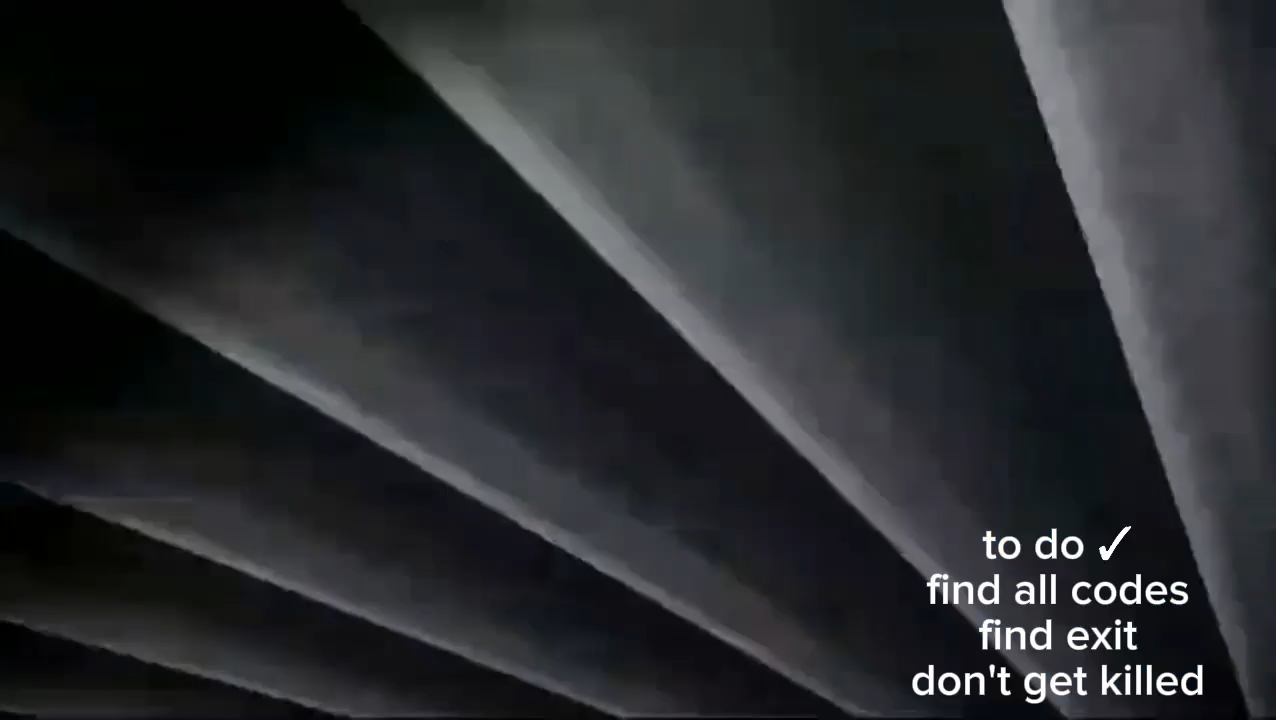 to do ✓
find all codes
find exit
don't get killed